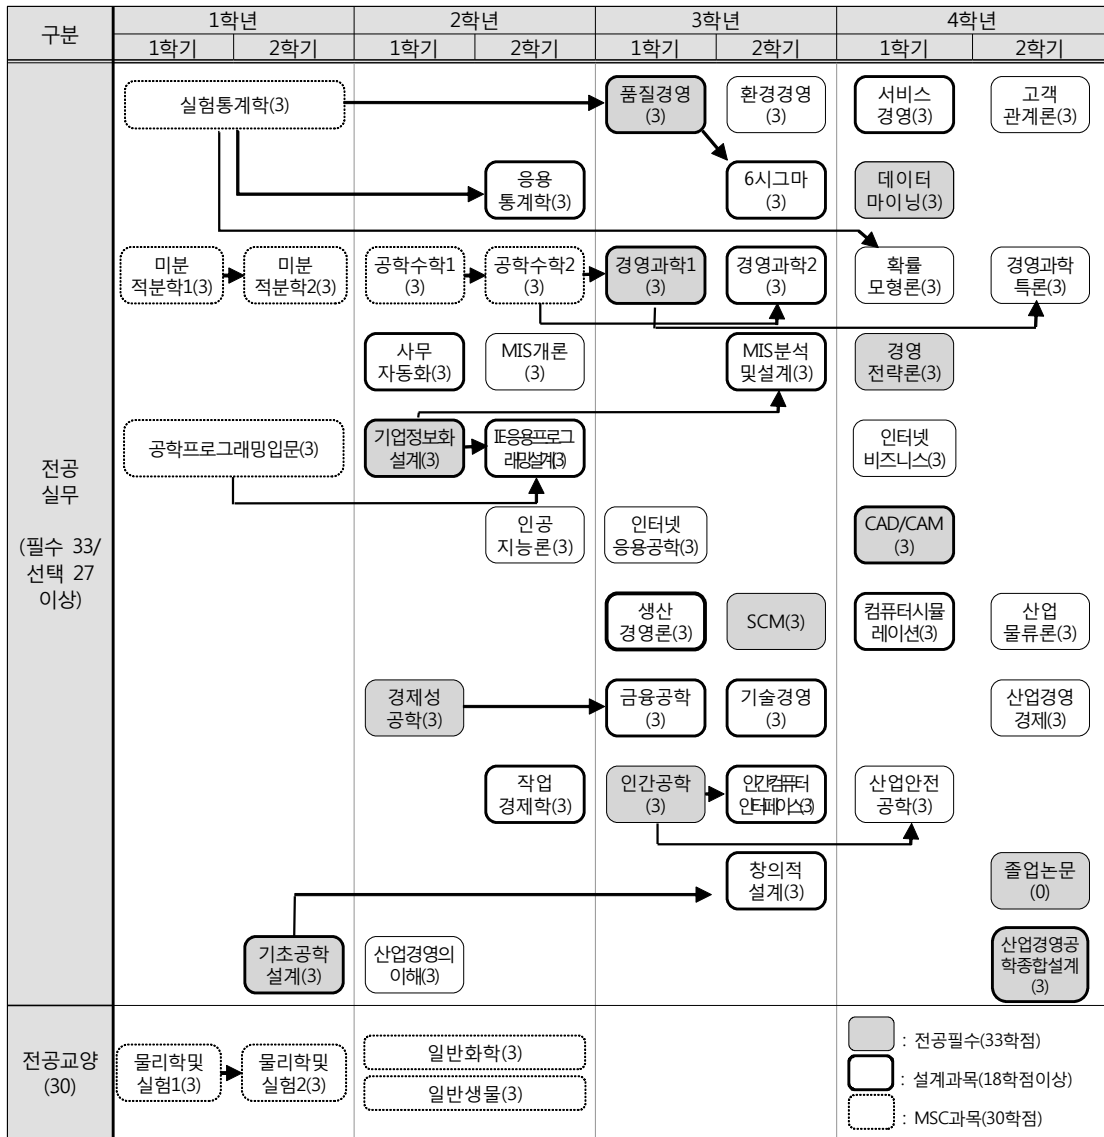 구분
1학년
2학년
3학년
4학년
1학기
2학기
1학기
2학기
1학기
2학기
1학기
2학기
전공
실무
(필수 33/
선택 27
이상)
실험통계학(3)
품질경영
(3)
환경경영
(3)
서비스
경영(3)
고객
관계론(3)
응용
통계학(3)
6시그마
(3)
데이터
마이닝(3)
미분
적분학1(3)
미분
적분학2(3)
공학수학1
(3)
공학수학2
(3)
경영과학1
(3)
경영과학2
(3)
확률
모형론(3)
경영과학
특론(3)
사무
자동화(3)
MIS개론
(3)
MIS분석
및설계(3)
경영
전략론(3)
공학프로그래밍입문(3)
기업정보화
설계(3)
IE응용프로그
래밍설계(3)
인터넷
비즈니스(3)
인공
지능론(3)
인터넷
응용공학(3)
CAD/CAM
(3)
생산
경영론(3)
SCM(3)
컴퓨터시뮬
레이션(3)
산업
물류론(3)
경제성
공학(3)
금융공학
(3)
기술경영
(3)
산업경영
경제(3)
작업
경제학(3)
인간공학
(3)
인간컴퓨터
인터페이스(3)
산업안전
공학(3)
창의적
설계(3)
졸업논문
(0)
기초공학
설계(3)
산업경영의
이해(3)
산업경영공
학종합설계
(3)
전공교양
(30)
물리학및
실험1(3)
물리학및
실험2(3)
일반화학(3)
일반생물(3)
: 전공필수(33학점)
: 설계과목(18학점이상)
: MSC과목(30학점)